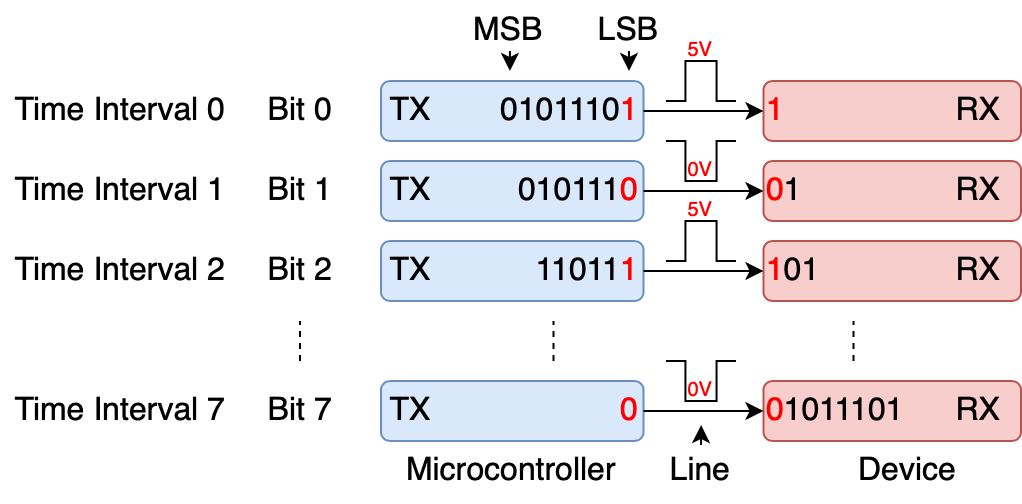 MSB LSB
5V
Time Interval 0 Bit 0 TX 01011101 1 RX
0V
Time Interval 1 Bit 1 TX 0101110 01 RX
5V
Time Interval 2 Bit 2 TX 110111 101 RX
0V
Time Interval 7 Bit 7 TX 0 01011101 RX
Microcontroller Line Device